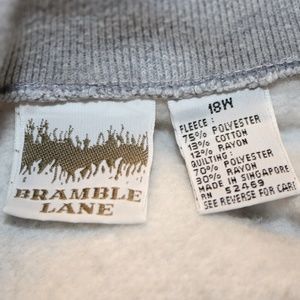 BRAMBLE
LANE
18W
FLEECE:
75% POLYESTER
13% COTTON
12% RAYON
QUILTING:
70% POLYESTER
30% RAYON
MADE IN SINGAPORE
RN 52469
SEE REVERSE FOR CARE